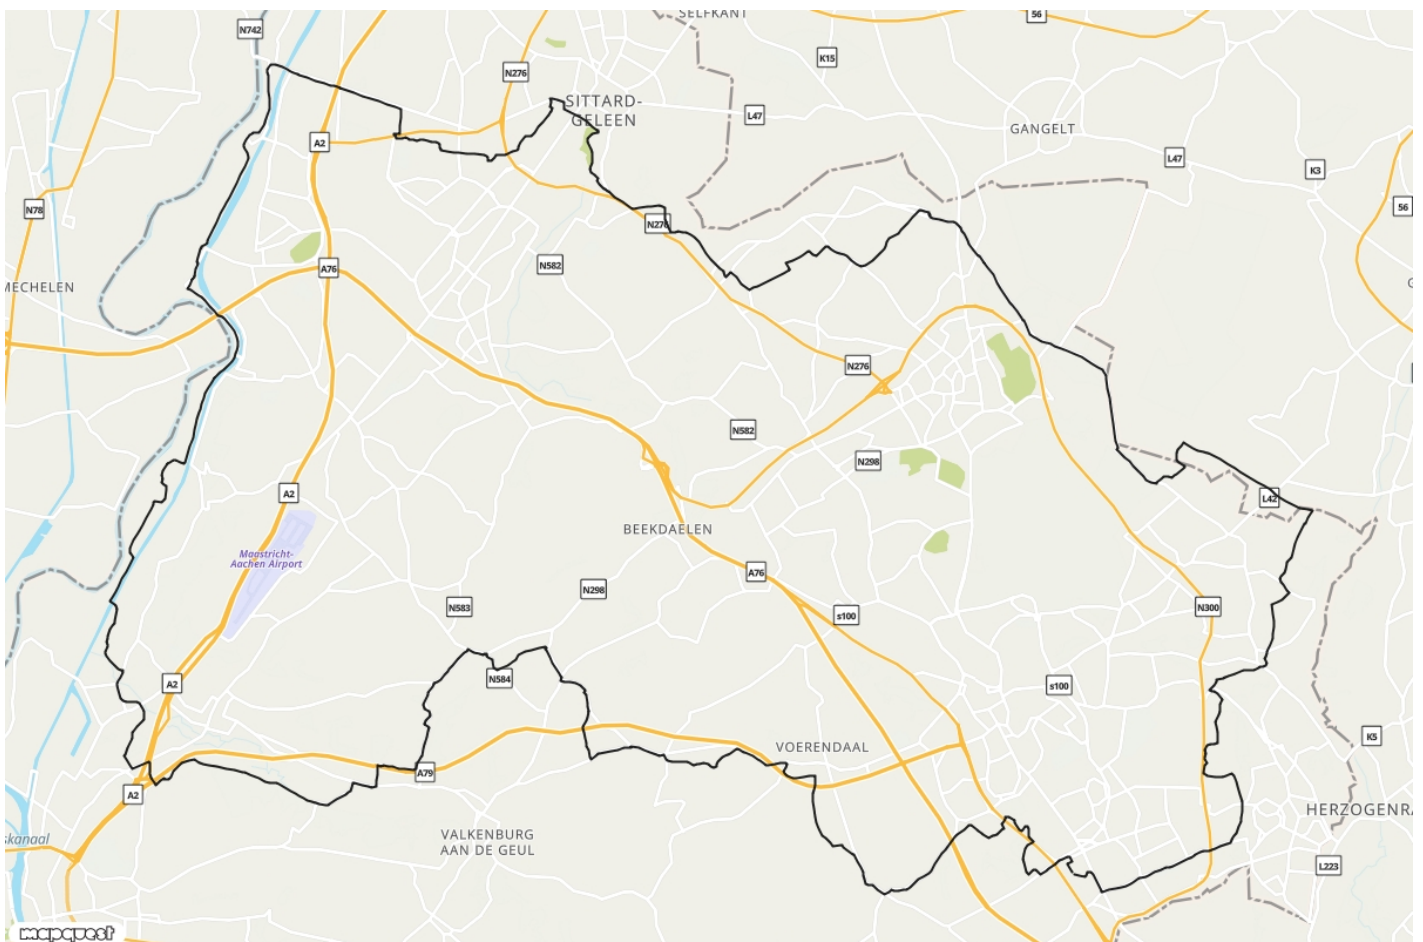 SELFKANT
56
N742
K15
N276
SITTARD-
GELEEN
L47
GANGELT
A2
L47
K3
N78
56
N276
N582
A76
MECHELEN
N276
N582
N298
A2
L42
BEEKDAELEN
Maastricht-
Aachen Airport
A76
N298
N583
s100
N300
N584
A2
s100
VOERENDAAL
K5
A79
A2
HERZOGENRA
VALKENBURG
AAN DE GEUL
skanaal
L223
mapquest